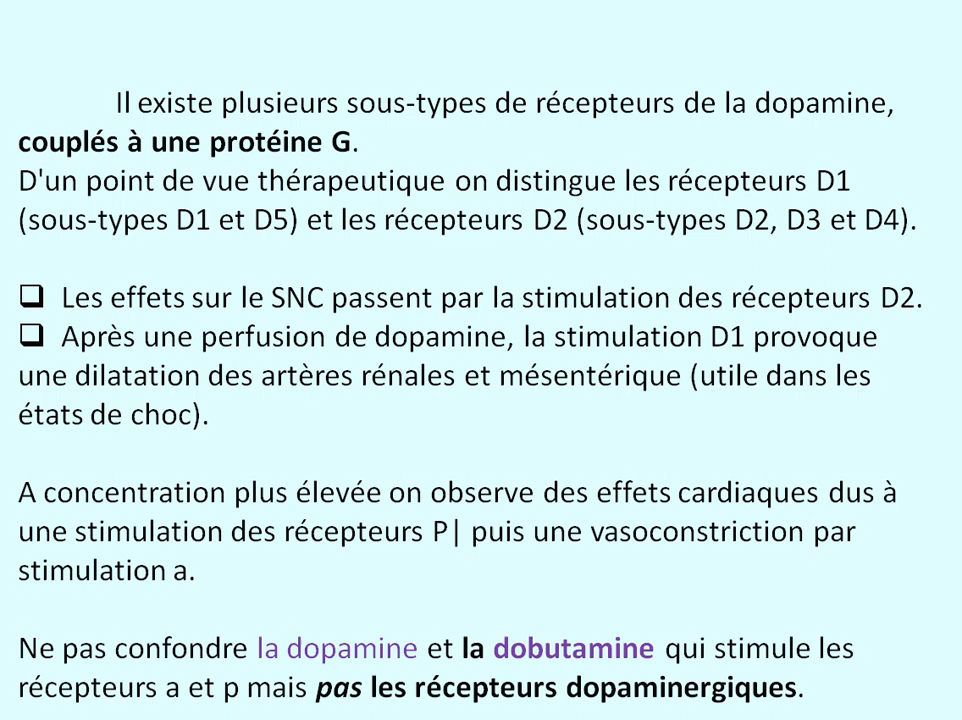 Il existe plusieurs sous-types de récepteurs de la dopamine,
couplés à une protéine G.
D'un point de vue thérapeutique on distingue les récepteurs D1
(sous-types D1 et D5) et les récepteurs D2 (sous-types D2, D3 et D4).
❑ Les effets sur le SNC passent par la stimulation des récepteurs D2.
❑ Après une perfusion de dopamine, la stimulation D1 provoque
une dilatation des artères rénales et mésentérique (utile dans les
états de choc).
A concentration plus élevée on observe des effets cardiaques dus à
une stimulation des récepteurs P| puis une vasoconstriction par
stimulation a.
Ne pas confondre la dopamine et la dobutamine qui stimule les
récepteurs a et p mais pas les récepteurs dopaminergiques.